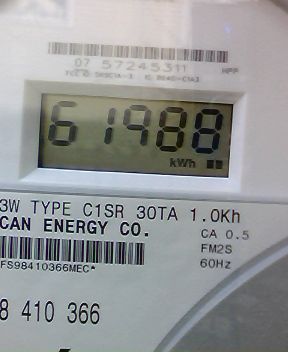 07 57245311
HPP
61988
kWh
3W TYPE C1SR 30TA 1.0Kh
CAN ENERGY CO.
CA 0.5
FM2S
60Hz
FS98410366MEC*
8 410 366